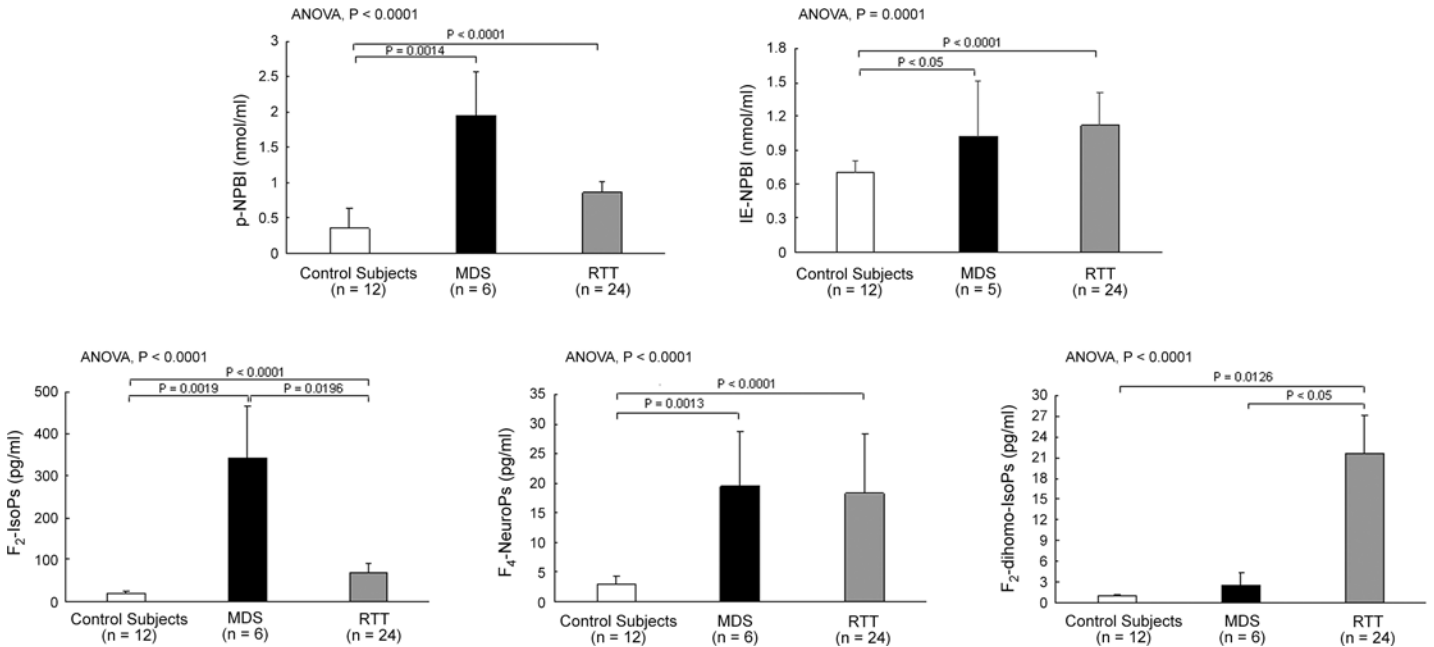 ANOVA, P < 0.0001
P < 0.0001
P = 0.0014
3
2.5
2
1.5
1
0.5
0
p-NPBI (nmol/ml)
Control Subjects
(n = 12)
MDS
(n = 6)
RTT
(n = 24)
ANOVA, P = 0.0001
P < 0.0001
P < 0.05
1.8
1.5
1.2
0.9
0.6
0.3
0
IE-NPBI (nmol/ml)
Control Subjects
(n = 12)
MDS
(n = 5)
RTT
(n = 24)
ANOVA, P < 0.0001
P < 0.0001
P = 0.0019
P = 0.0196
500
400
300
200
100
0
F2-IsoPs (pg/ml)
Control Subjects
(n = 12)
MDS
(n = 6)
RTT
(n = 24)
ANOVA, P < 0.0001
P < 0.0001
P = 0.0013
35
30
25
20
15
10
5
0
F4-NeuroPs (pg/ml)
Control Subjects
(n = 12)
MDS
(n = 6)
RTT
(n = 24)
ANOVA, P < 0.0001
P = 0.0126
P < 0.05
30
27
24
21
18
15
12
9
6
3
0
F2-dihomo-IsoPs (pg/ml)
Control Subjects
(n = 12)
MDS
(n = 6)
RTT
(n = 24)